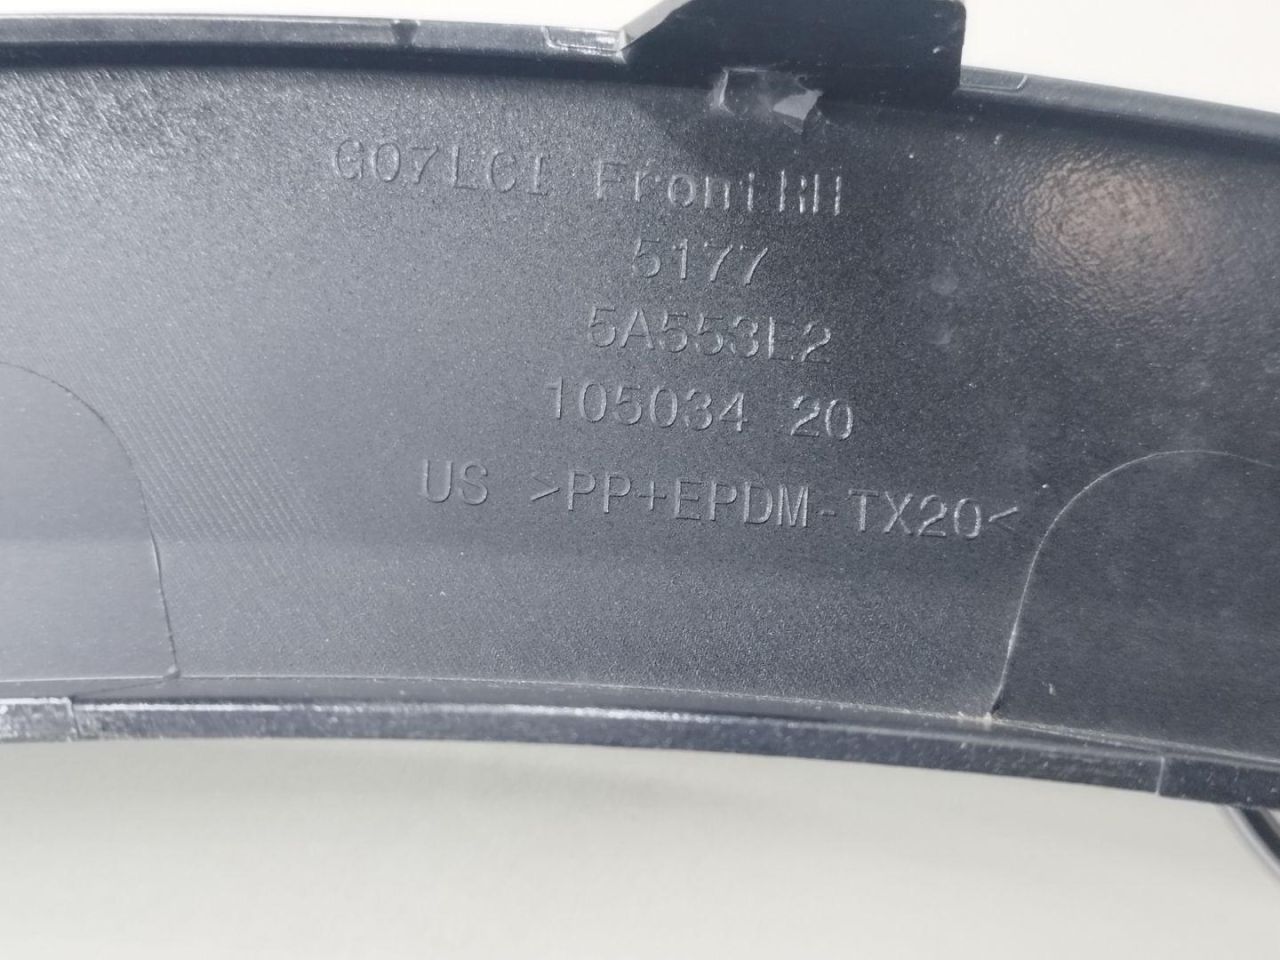 G07LCI Front RH
5177
5A553E2
105034 20
US >PP+EPDM-TX20<